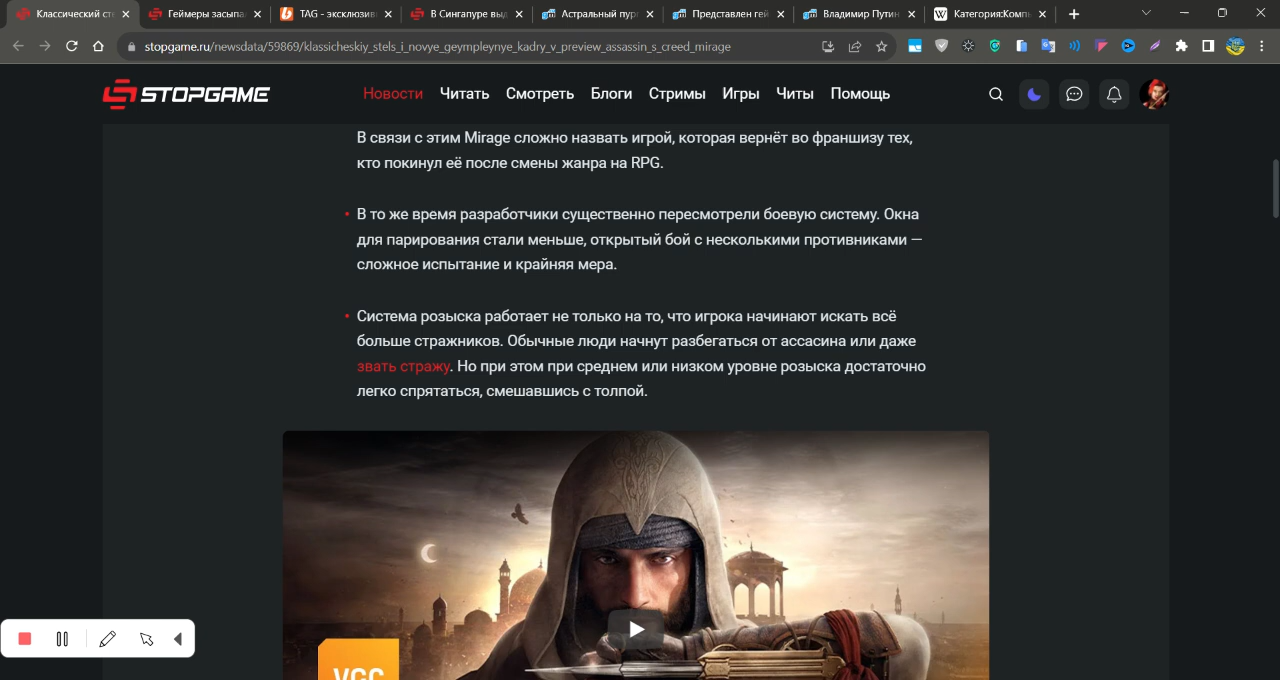 Классический сте
Геймеры засыпа
TAG - эксклюзив
В Сингапуре выд
Астральный пур
Представлен гей
Владимир Путин
Категория:Комп
stopgame.ru/newsdata/59869/klassicheskiy_stels_i_novye_geympleynye_kadry_v_preview_assassin_s_creed_mirage
STOPGAME
Новости Читать Смотреть Блоги Стримы Игры Читы Помощь
В связи с этим Mirage сложно назвать игрой, которая вернёт во франшизу тех,
кто покинул её после смены жанра на RPG.
В то же время разработчики существенно пересмотрели боевую систему. Окна
для парирования стали меньше, открытый бой с несколькими противниками —
сложное испытание и крайняя мера.
Система розыска работает не только на то, что игрока начинают искать всё
больше стражников. Обычные люди начнут разбегаться от ассасина или даже
звать стражу. Но при этом при среднем или низком уровне розыска достаточно
легко спрятаться, смешавшись с толпой.
VGC